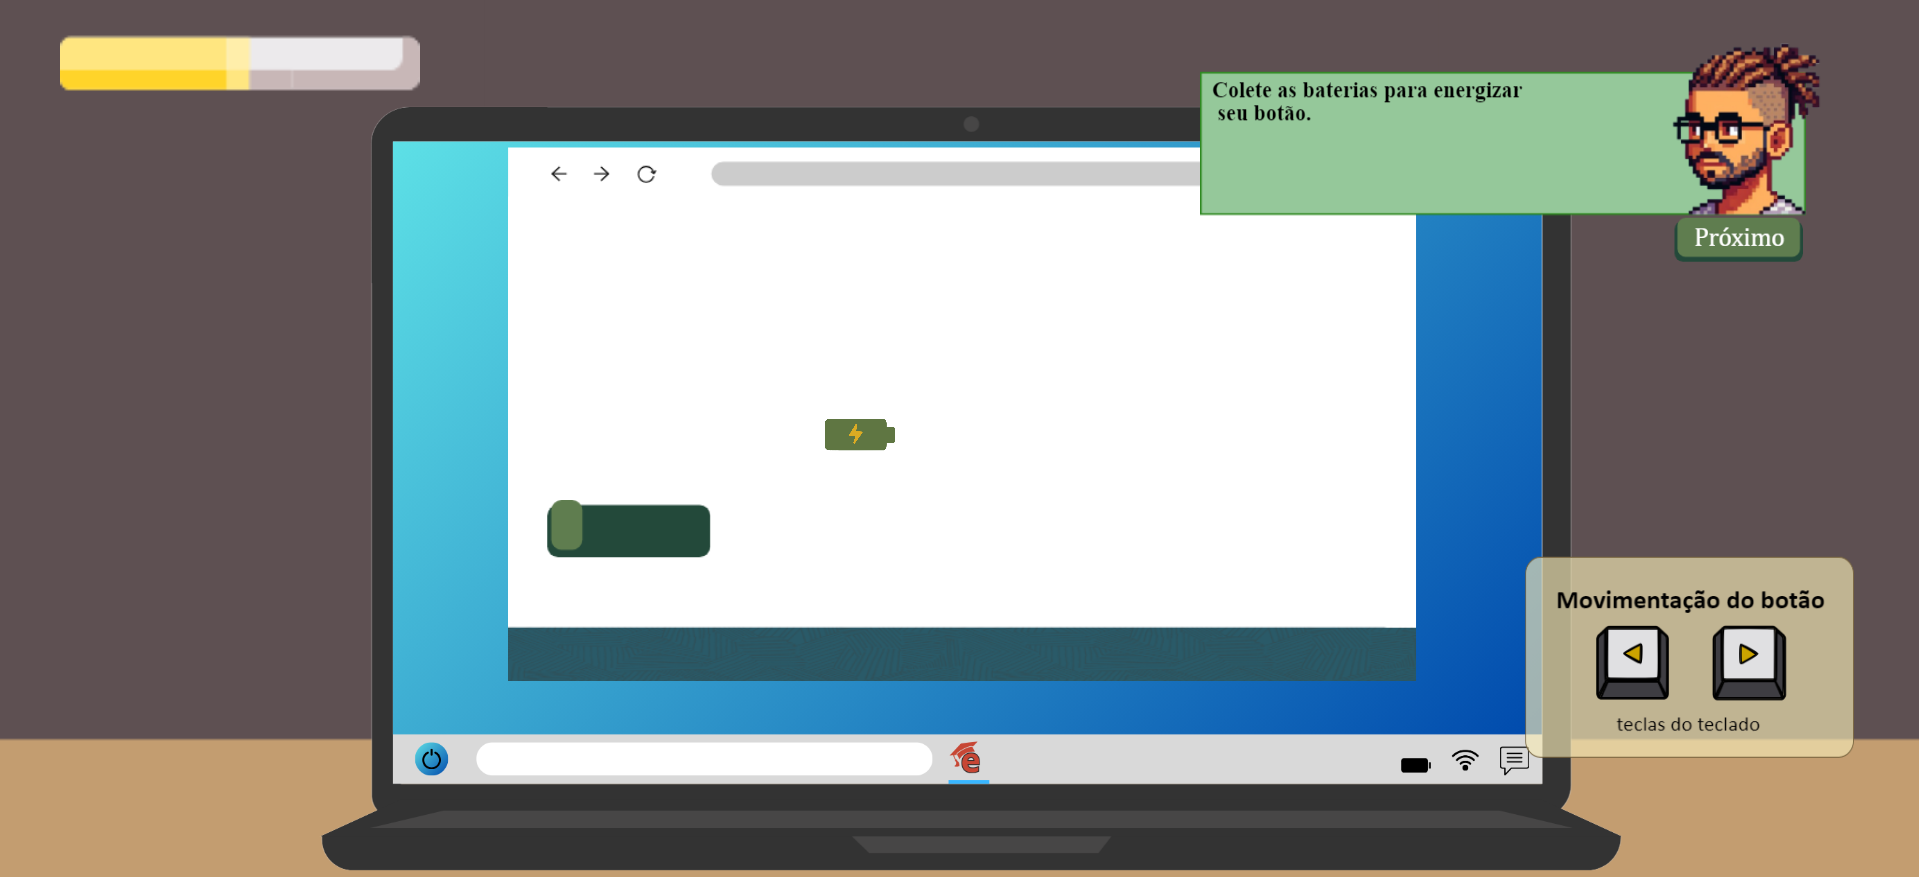 Colete as baterias para energizar
seu botão.
Próximo
Movimentação do botão
teclas do teclado
e